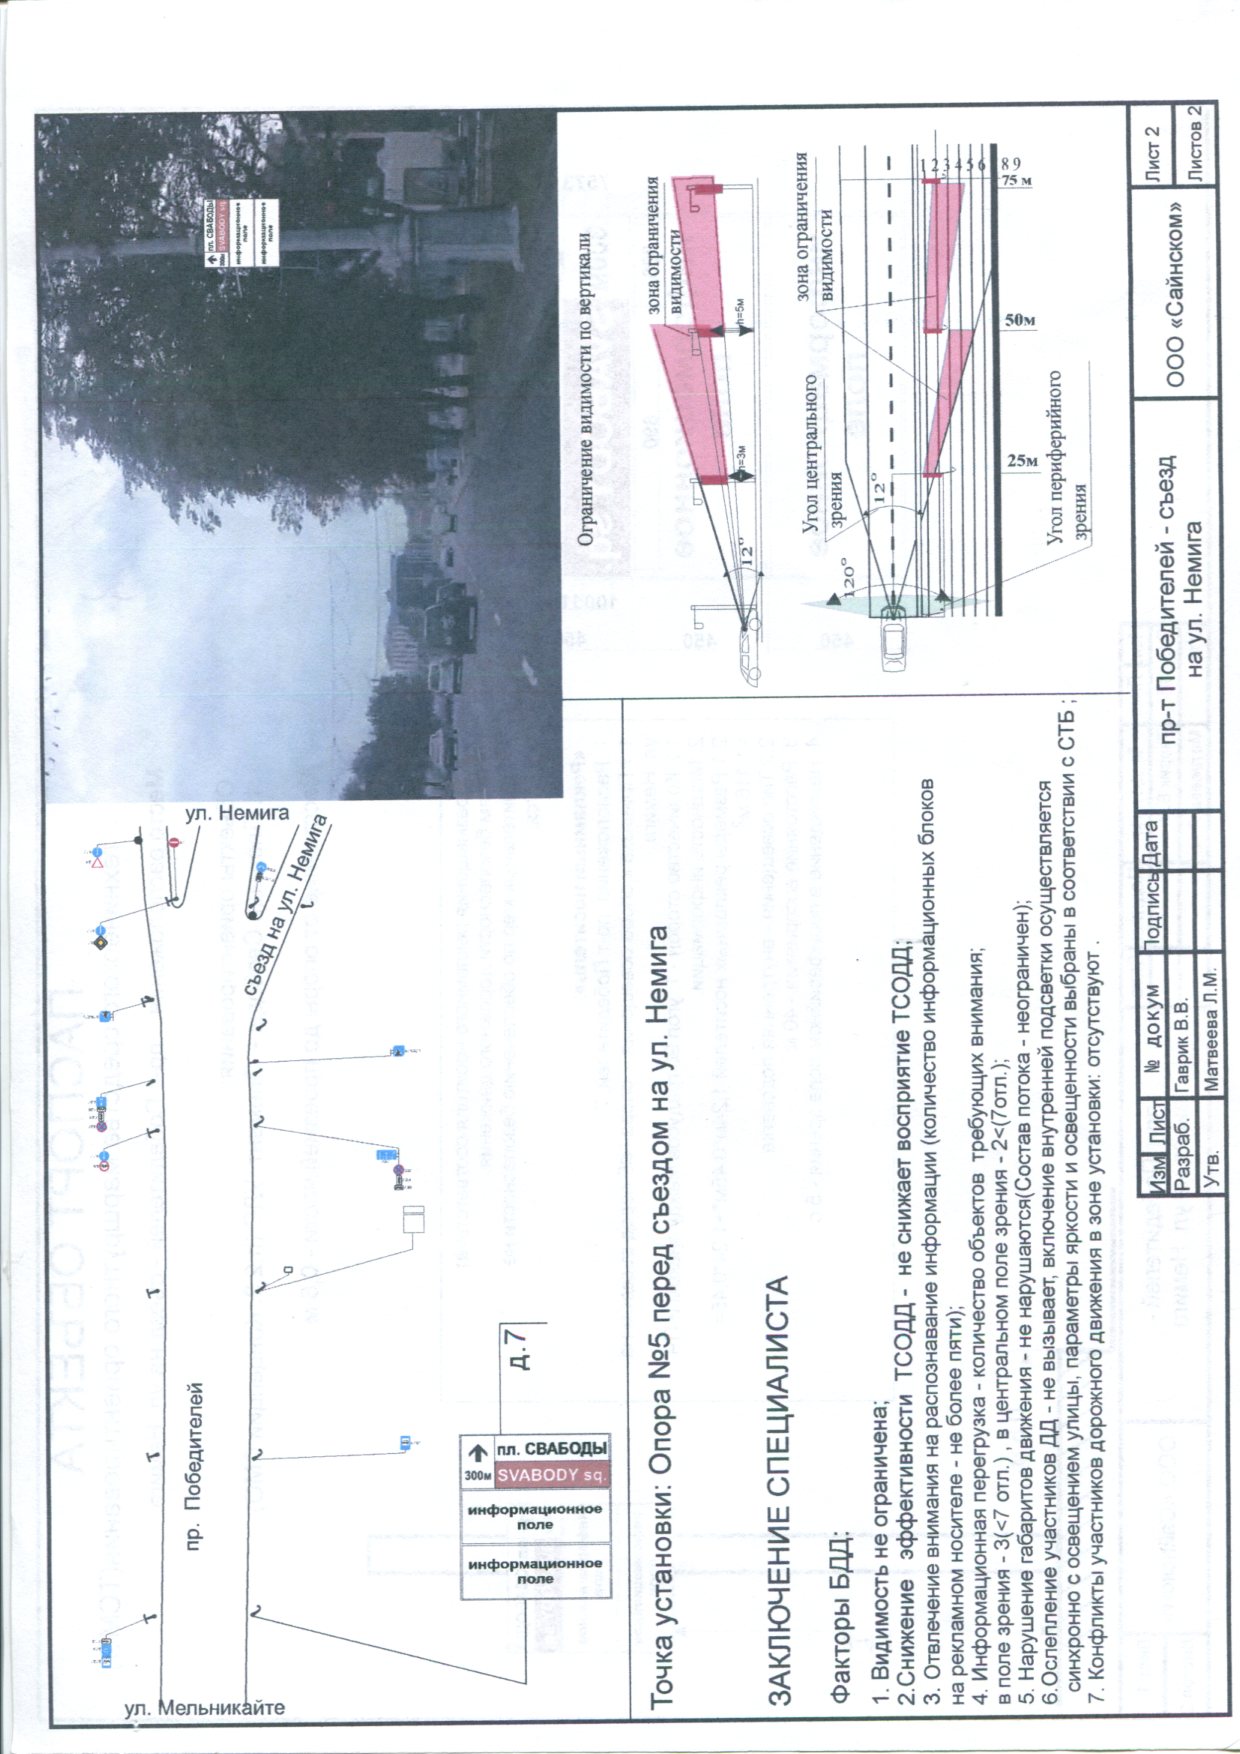 ул. Мельникайте
пр. Победителей
ул. Немига
съезд на ул. Немига
д.7
300м
пл. СВАБОДЫ
SVABODY sq.
информационное
поле
информационное
поле
300м
пл. СВАБОДЫ
SVABODY sq.
информационное
поле
информационное
поле
Точка установки: Опора №5 перед съездом на ул. Немига
ЗАКЛЮЧЕНИЕ СПЕЦИАЛИСТА
Факторы БДД:
1. Видимость не ограничена;
2.Снижение эффективности ТСОДД - не снижает восприятие ТСОДД;
3. Отвлечение внимания на распознавание информации (количество информационных блоков
на рекламном носителе - не более пяти);
4. Информационная перегрузка - количество объектов требующих внимания;
в поле зрения - 3(<7 отл.) , в центральном поле зрения - 2<(7отл.);
5. Нарушение габаритов движения - не нарушаются(Состав потока - неограничен);
6.Ослепление участников ДД - не вызывает, включение внутренней подсветки осуществляется
синхронно с освещением улицы, параметры яркости и освещенности выбраны в соответствии с СТБ ;
7. Конфликты участников дорожного движения в зоне установки: отсутствуют .
Ограничение видимости по вертикали
зона ограничения
видимости
12°
h=3м
h=5м
Угол центрального
зрения
зона ограничения
видимости
120°
12°
1 2 3 4 5 6 8 9
25м
50м
75 м
Угол периферийного
зрения
Изм Лист № докум Подпись Дата
Разраб. Гаврик В.В.
Утв. Матвеева Л.М.
пр-т Победителей - съезд
на ул. Немига
ООО «Сайнском»
Лист 2
Листов 2